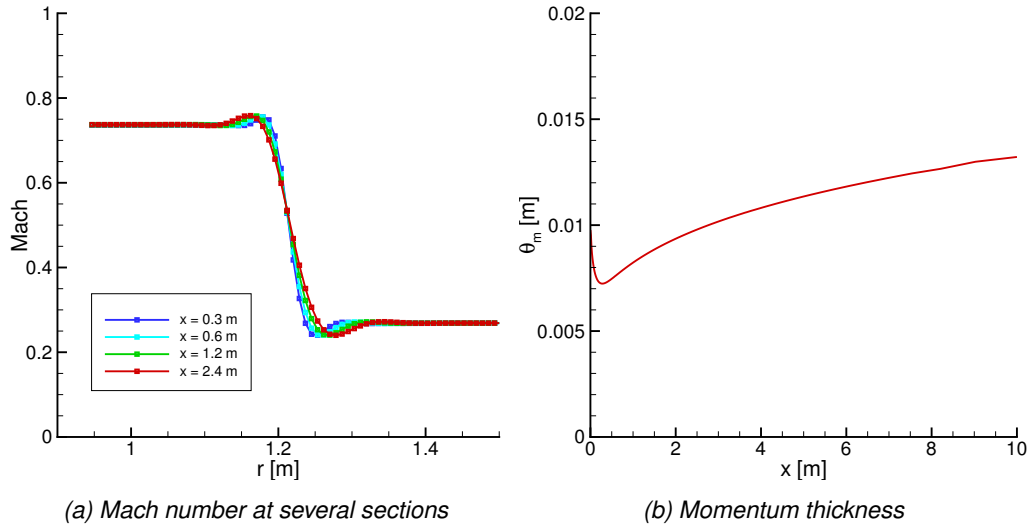 1
0.8
0.6
0.4
0.2
0
Mach
1
1.2
1.4
r [m]
x = 0.3 m
x = 0.6 m
x = 1.2 m
x = 2.4 m
(a) Mach number at several sections
0.02
0.015
0.01
0.005
0
θm [m]
0
2
4
6
8
10
x [m]
(b) Momentum thickness